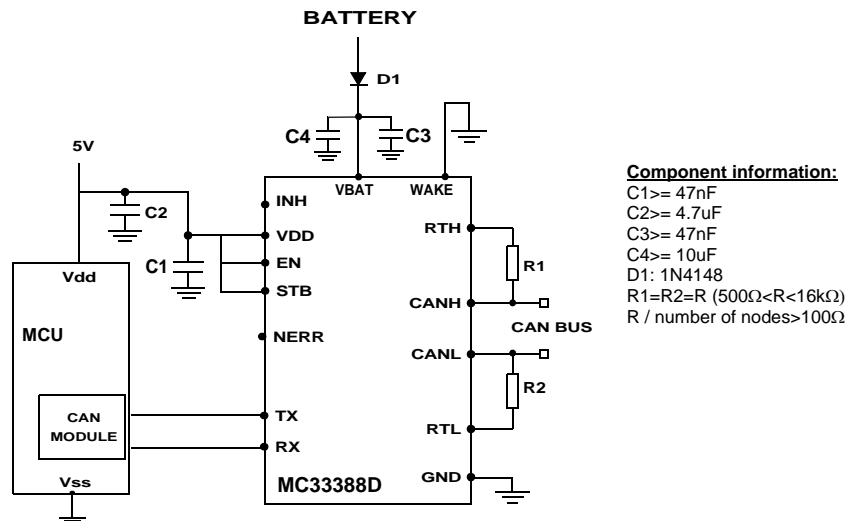 BATTERY
D1
C4
C3
5V
VBAT
WAKE
Component information:
C1>= 47nF
C2>= 4.7uF
C3>= 47nF
C4>= 10uF
D1: 1N4148
R1=R2=R (500Ω<R<16kΩ)
R / number of nodes>100Ω
C2
INH
RTH
VDD
C1
EN
R1
Vdd
STB
CANH
MCU
NERR
CAN BUS
CANL
R2
CAN
MODULE
TX
RX
RTL
Vss
MC33388D
GND